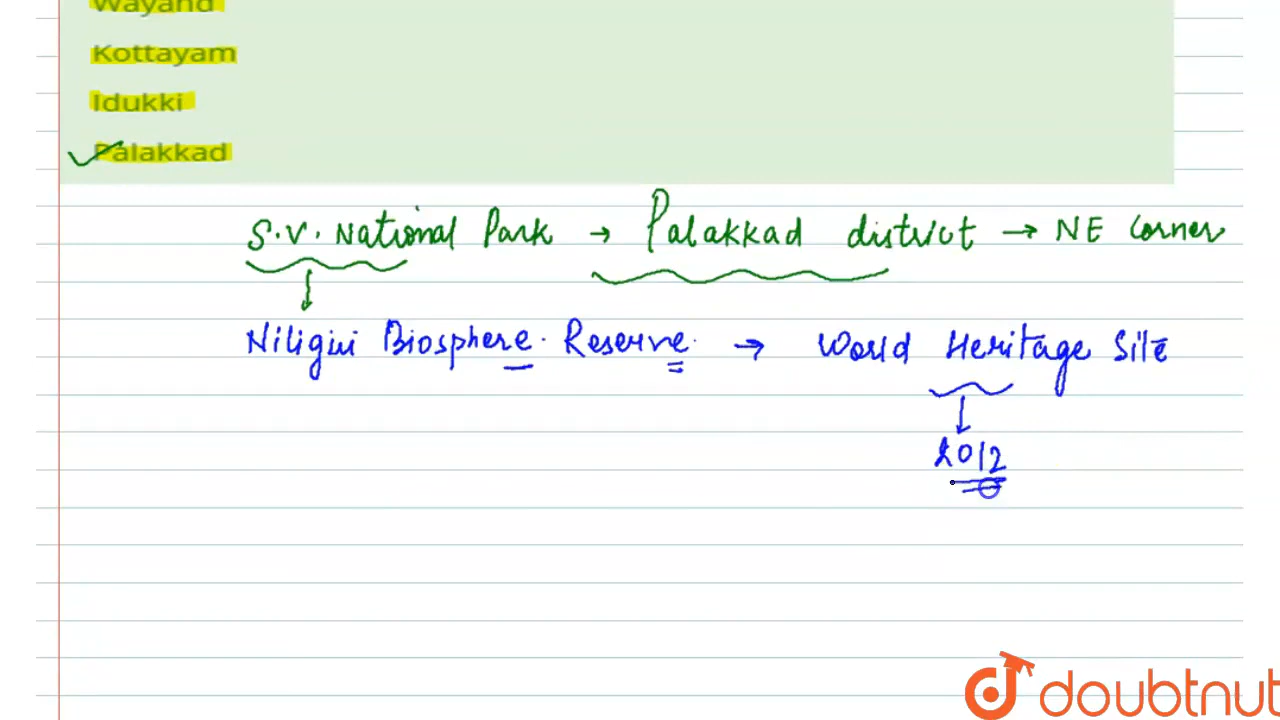 Wayand
Kottayam
Idukki
Palakkad
S.V. National Park → Palakkad district → NE Corner
Niligiri Biosphere Reserve → World Heritage Site
2012
doubtnut